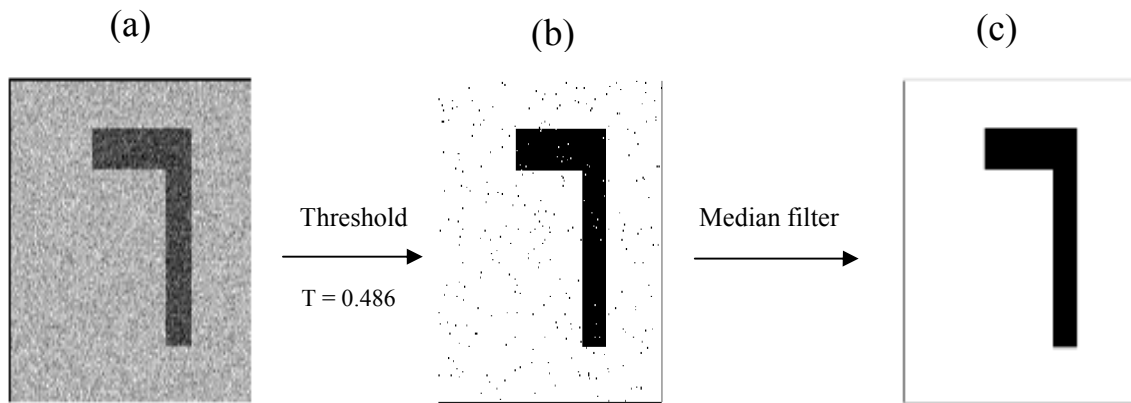 (a)
(b)
(c)
Threshold
T = 0.486
Median filter